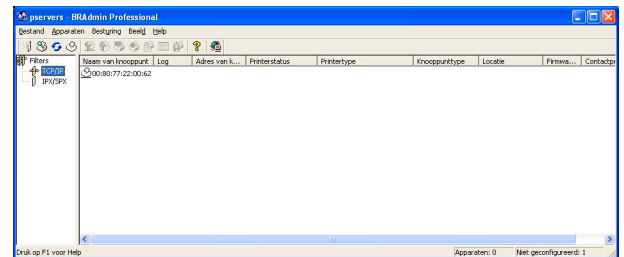 pservers - BRAdmin Professional
Bestand Apparaten Besturing Beeld Help
Filters
TCP/IP
IPX/SPX
Naam van knooppunt Log Adres van k... Printerstatus Printertype Knooppunttype Locatie Firmwa... Contactpe
00:80:77:22:00:62
Druk op F1 voor Help Apparaten: 0 Niet geconfigureerd: 1